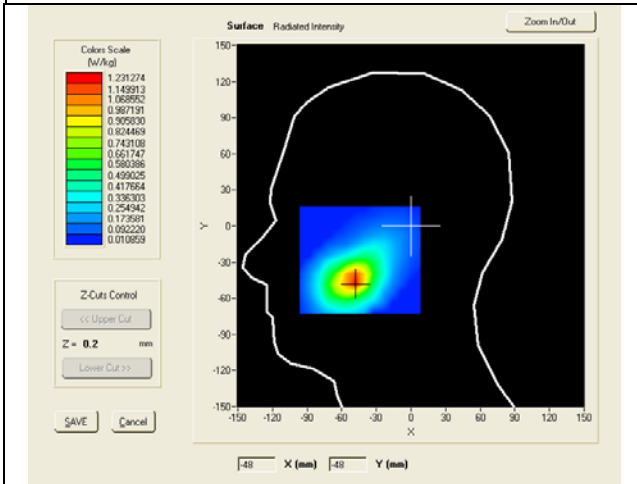 Surface Radiated Intensity
Zoom In/Out
Colors Scale
(W/kg)
1.231274
1.149913
1.068552
0.987191
0.905830
0.824469
0.743108
0.661747
0.580386
0.499025
0.417664
0.336303
0.254942
0.173581
0.092220
0.010859
150
120
90
60
30
0
-30
-60
-90
-120
-150
Y
-150 -120 -90 -60 -30 0 30 60 90 120 150
X
Z-Cuts Control
<< Upper Cut
Z = 0.2 mm
Lower Cut >>
SAVE Cancel
-48 X (mm) -48 Y (mm)